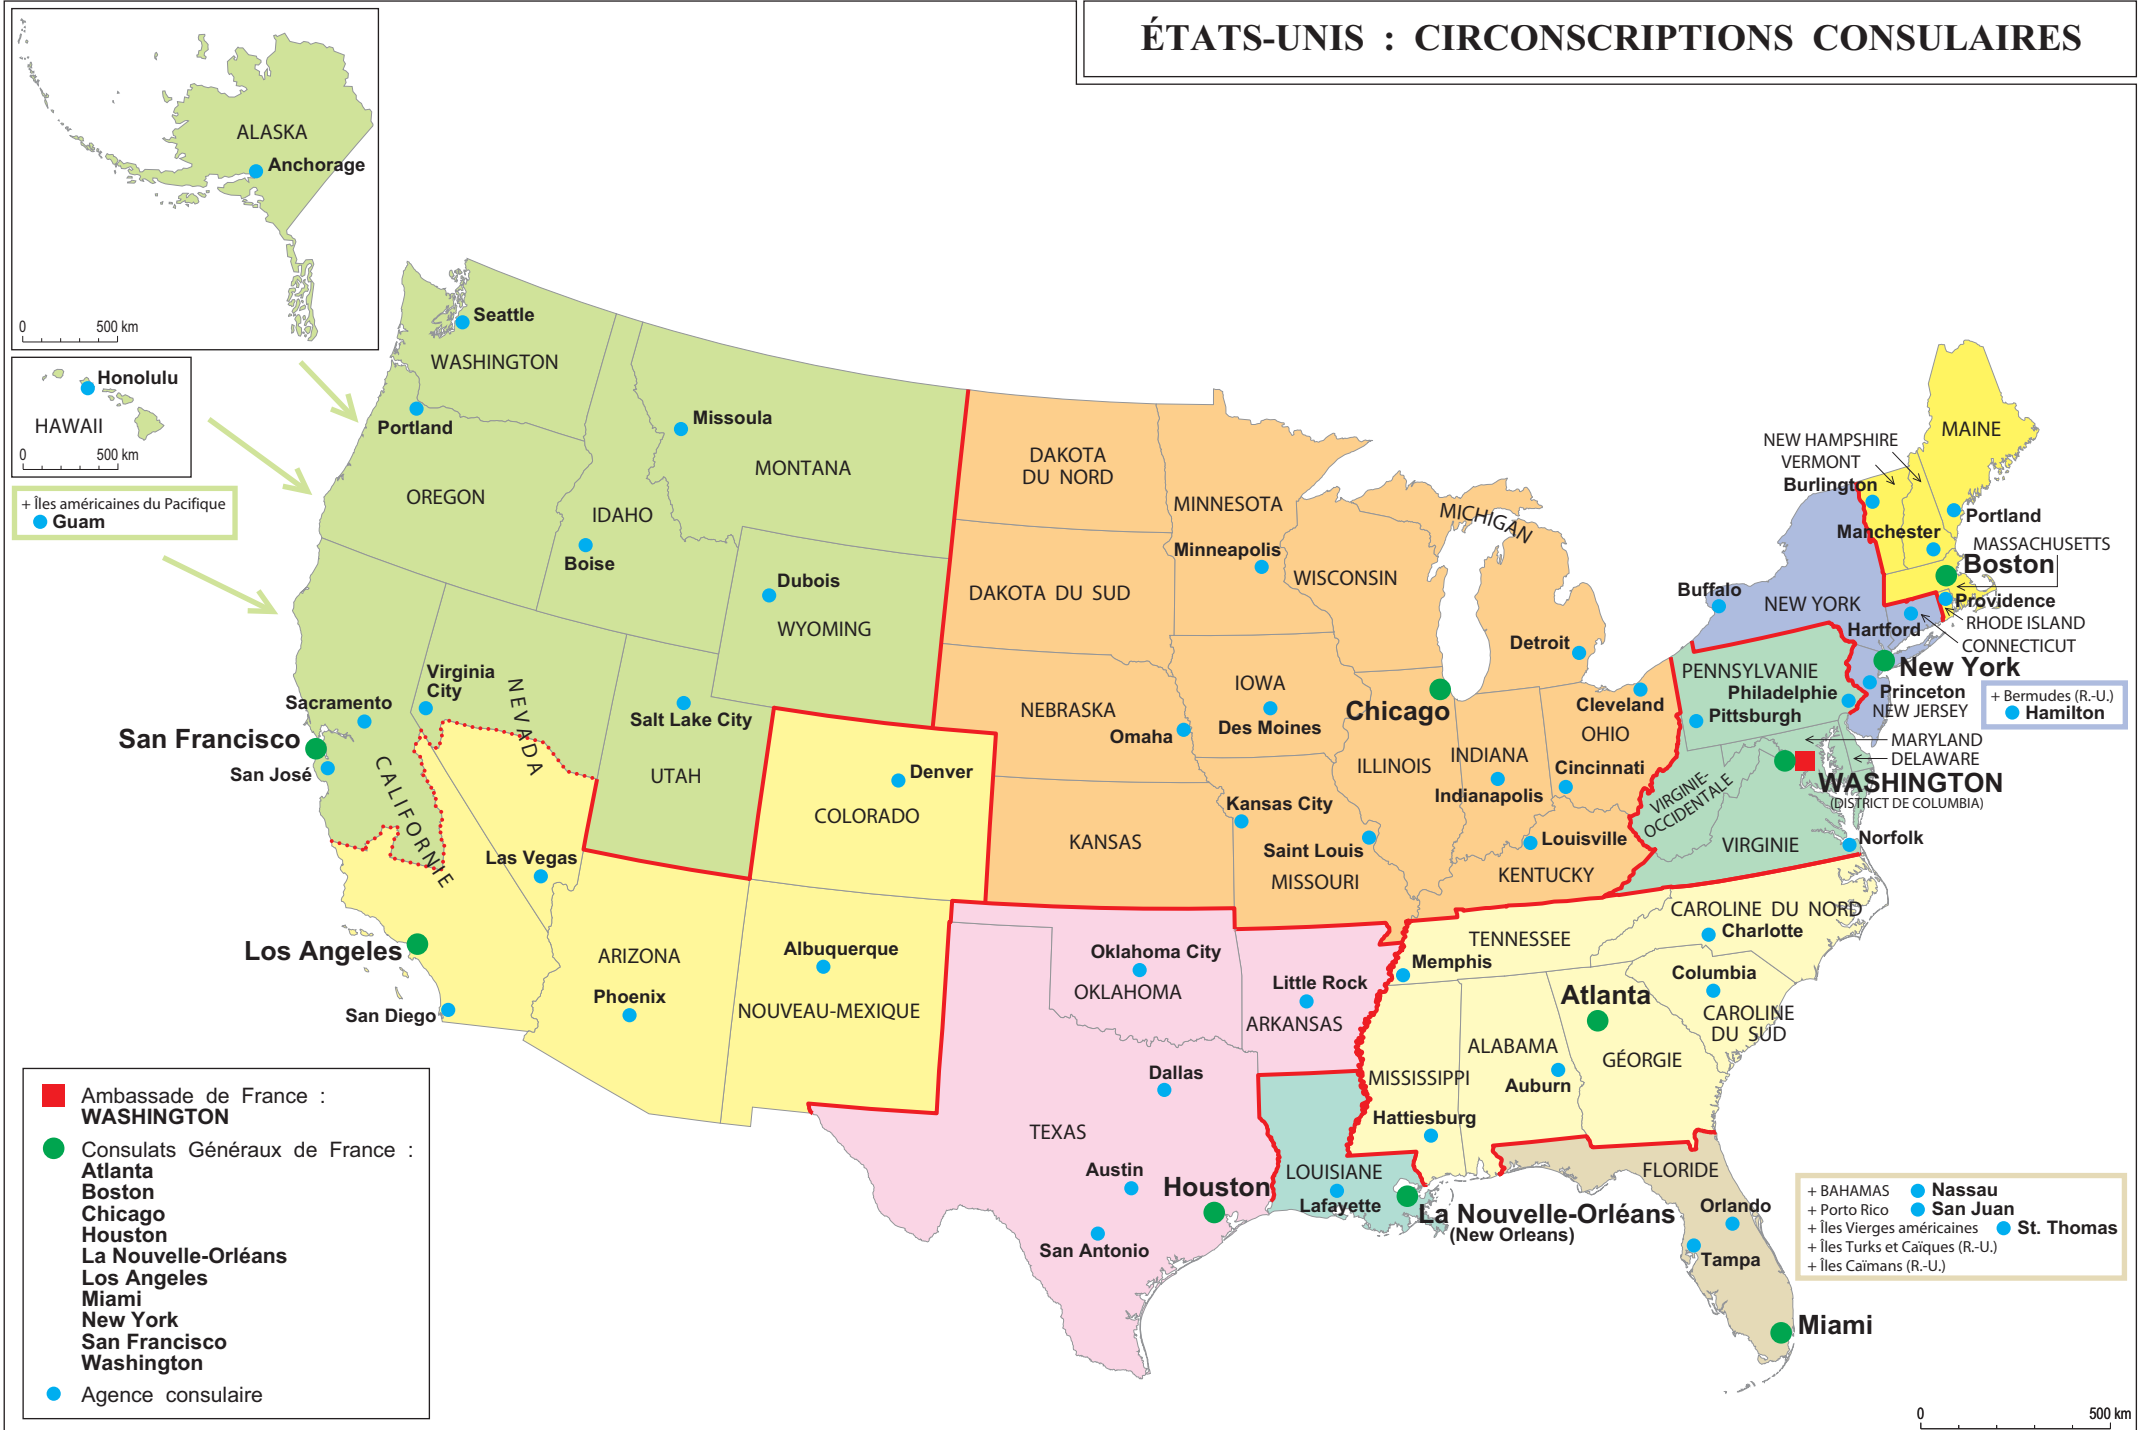 ÉTATS-UNIS : CIRCONSCRIPTIONS CONSULAIRES
ALASKA
Anchorage
0 500 km
Honolulu
HAWAII
0 500 km
+ Îles américaines du Pacifique
Guam
Seattle
WASHINGTON
Portland
OREGON
Missoula
MONTANA
IDAHO
Boise
Dubois
WYOMING
Virginia
City
NEVADA
Sacramento
San Francisco
San José
CALIFORNIE
Salt Lake City
UTAH
Las Vegas
Los Angeles
San Diego
ARIZONA
Phoenix
Denver
COLORADO
Albuquerque
NOUVEAU-MEXIQUE
DAKOTA
DU NORD
DAKOTA DU SUD
NEBRASKA
Omaha
KANSAS
MINNESOTA
Minneapolis
WISCONSIN
MICHIGAN
Detroit
IOWA
Des Moines
Chicago
ILLINOIS
INDIANA
Indianapolis
Cleveland
OHIO
Cincinnati
Kansas City
Saint Louis
MISSOURI
Louisville
KENTUCKY
Oklahoma City
OKLAHOMA
Little Rock
ARKANSAS
Dallas
TEXAS
Austin
Houston
San Antonio
LOUISIANE
Lafayette
La Nouvelle-Orléans
(New Orleans)
TENNESSEE
Memphis
MISSISSIPPI
Hattiesburg
ALABAMA
Auburn
Atlanta
GÉORGIE
CAROLINE DU NORD
Charlotte
Columbia
CAROLINE
DU SUD
FLORIDE
Orlando
Tampa
Miami
+ BAHAMAS Nassau
+ Porto Rico San Juan
+ Îles Vierges américaines St. Thomas
+ Îles Turks et Caïques (R.-U.)
+ Îles Caïmans (R.-U.)
MAINE
NEW HAMPSHIRE
VERMONT
Burlington
Portland
Manchester
MASSACHUSETTS
Boston
Providence
RHODE ISLAND
CONNECTICUT
Hartford
Buffalo
NEW YORK
New York
PENNSYLVANIE
Philadelphie
Pittsburgh
Princeton
NEW JERSEY
+ Bermudes (R.-U.)
Hamilton
MARYLAND
DELAWARE
WASHINGTON
(DISTRICT DE COLUMBIA)
VIRGINIE-
OCCIDENTALE
VIRGINIE
Norfolk
Ambassade de France :
WASHINGTON
Consulats Généraux de France :
Atlanta
Boston
Chicago
Houston
La Nouvelle-Orléans
Los Angeles
Miami
New York
San Francisco
Washington
Agence consulaire
0 500 km